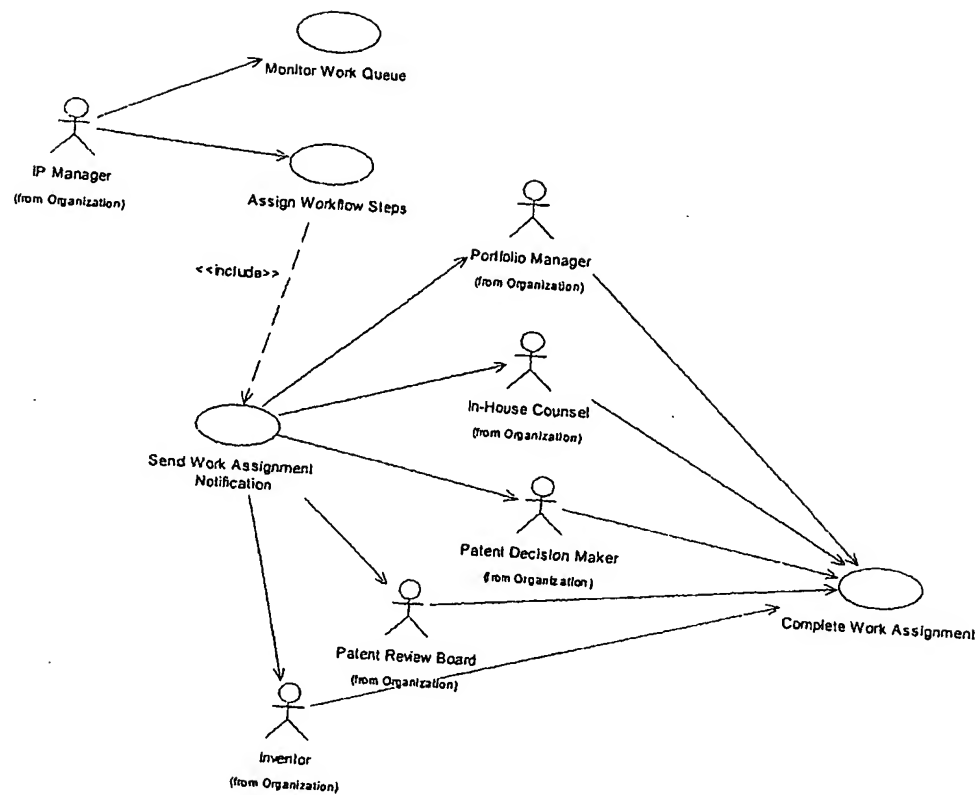 Monitor Work Queue
IP Manager
(from Organization)
Assign Workflow Steps
<<include>>
Portfolio Manager
(from Organization)
In-House Counsel
(from Organization)
Send Work Assignment
Notification
Patent Decision Maker
(from Organization)
Complete Work Assignment
Patent Review Board
(from Organization)
Inventor
(from Organization)